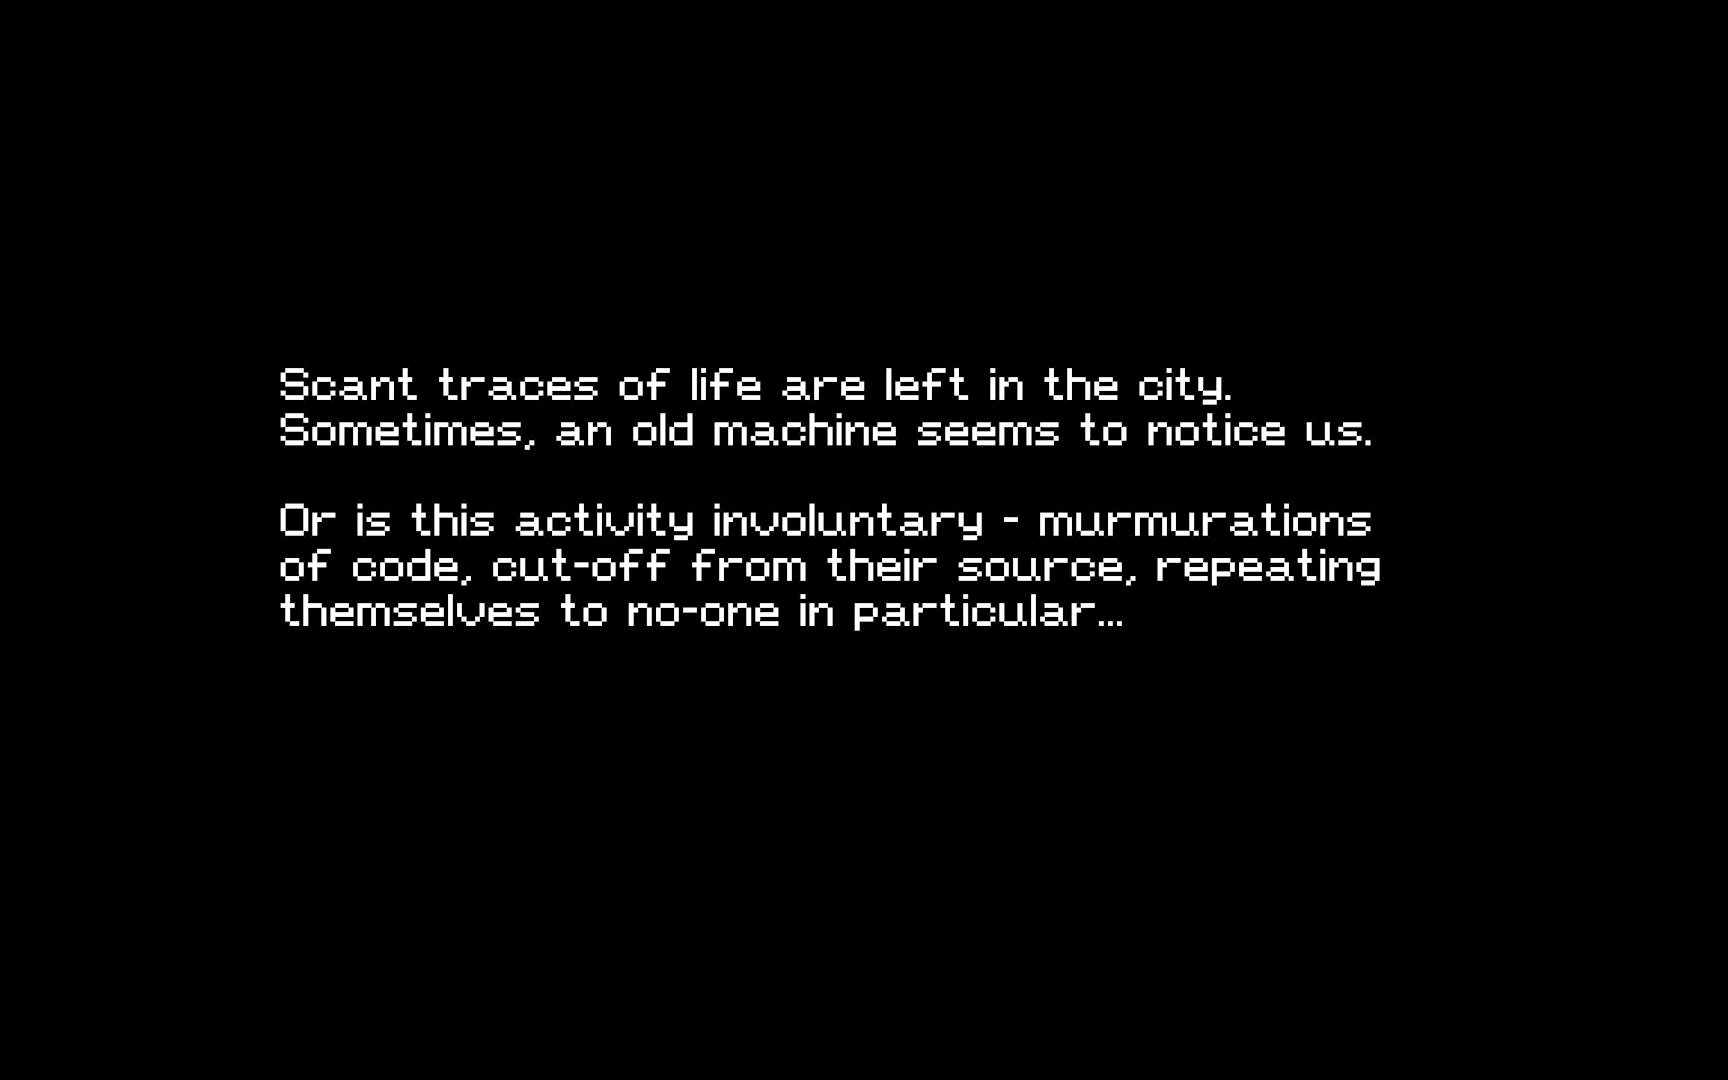 Scant traces of life are left in the city.
Sometimes, an old machine seems to notice us.
Or is this activity involuntary - murmurations
of code, cut-off from their source, repeating
themselves to no-one in particular...